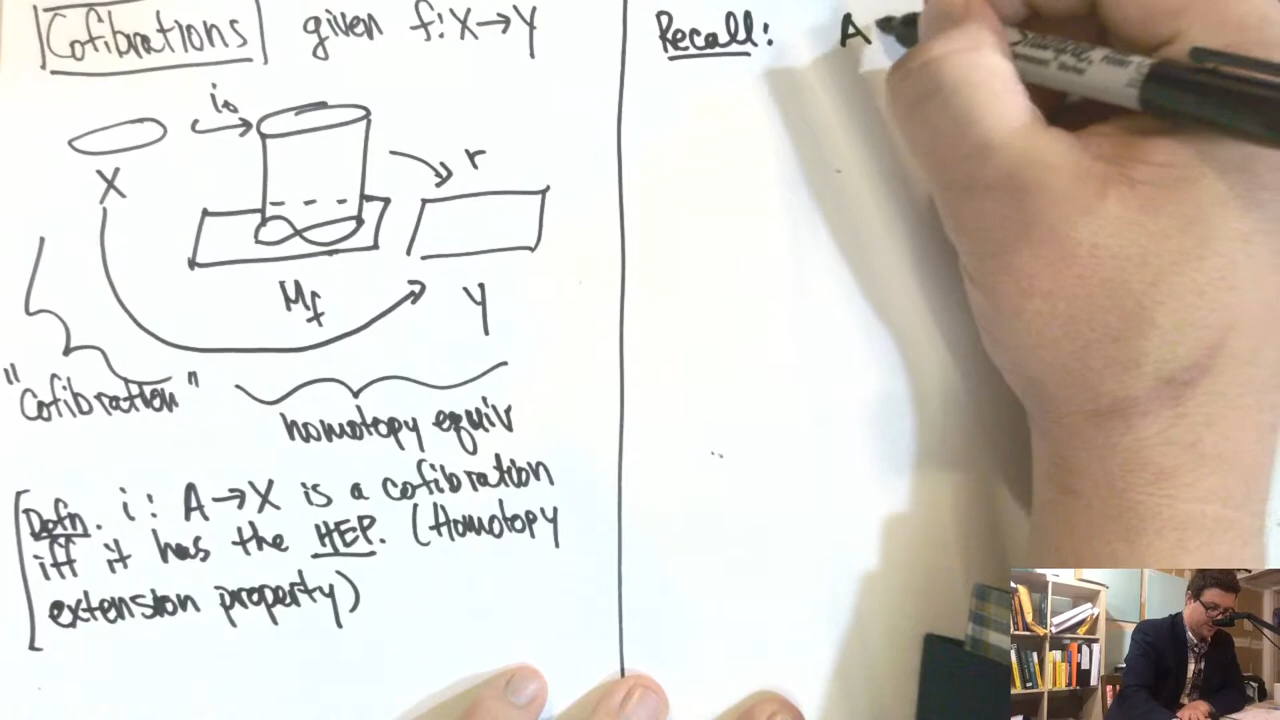 Cofibrations given f: X→Y
i₀
X
r
M_f
Y
"Cofibration"
homotopy equiv
Defn. i: A→X is a cofibration
iff it has the HEP. (Homotopy
extension property)
Recall: A